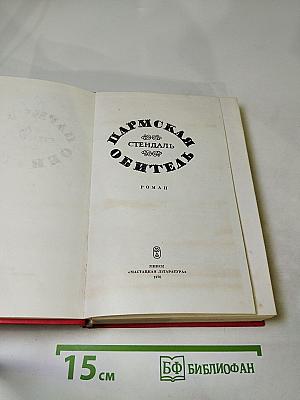 ПАРМСКАЯ
СТЕНДАЛЬ
ОБИТЕЛЬ
РОМАН
МИНСК
«МАСТАЦКАЯ ЛІТАРАТУРА»
15 см
БФ БИБЛИОФАН